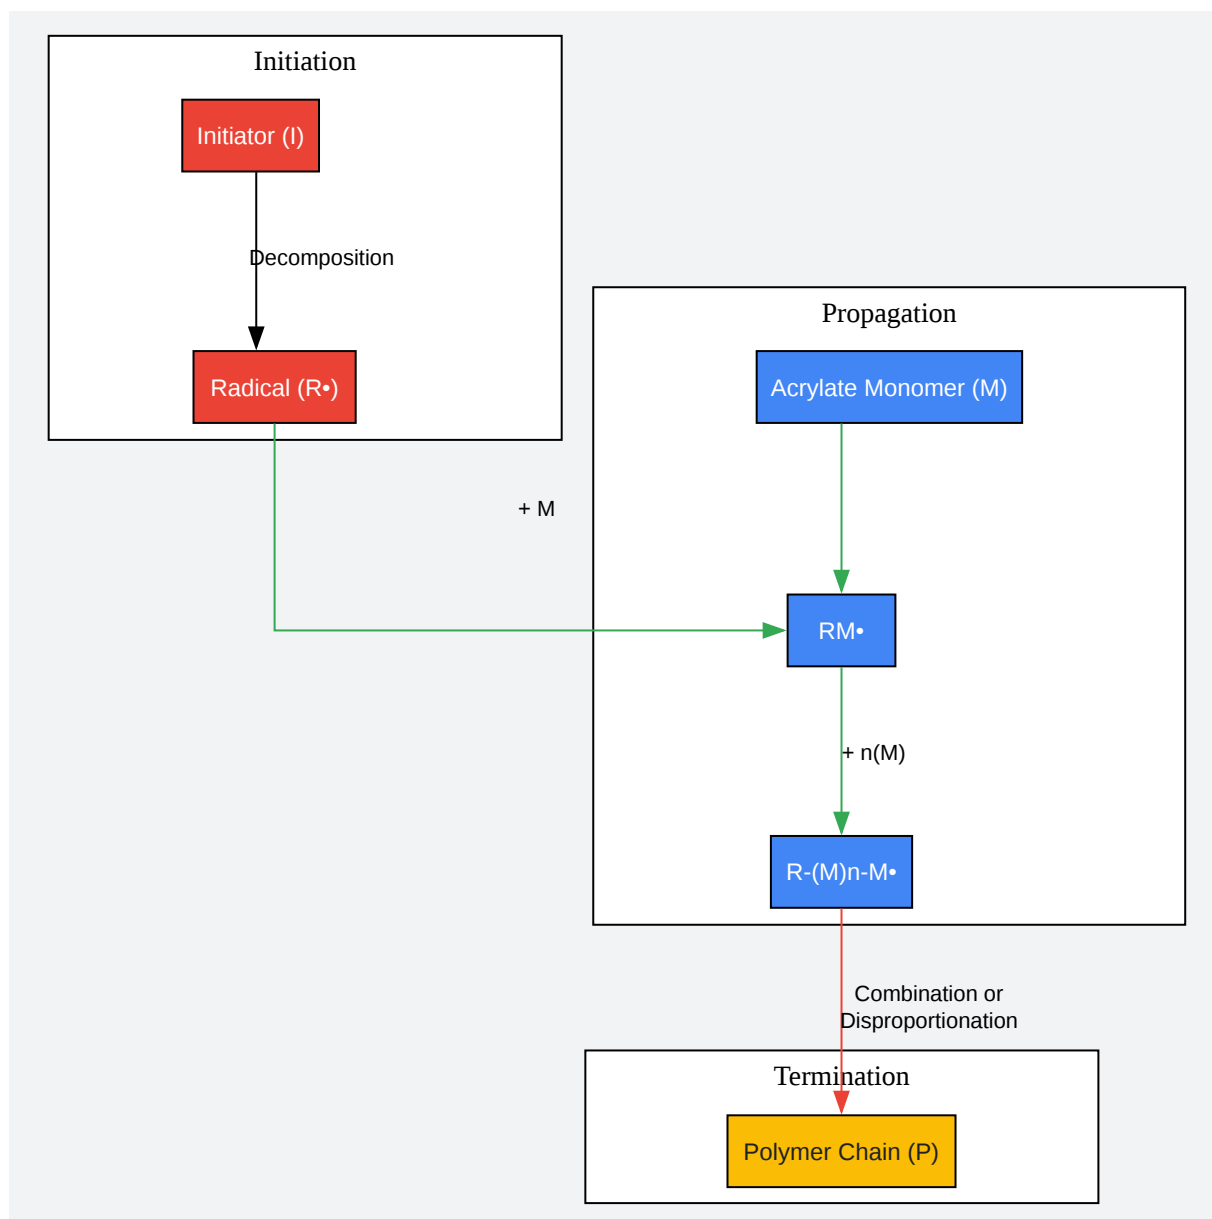 Initiation
Initiator (I)
Decomposition
Radical (R•)
+ M
Propagation
Acrylate Monomer (M)
RM•
+ n(M)
R-(M)n-M•
Combination or
Disproportionation
Termination
Polymer Chain (P)